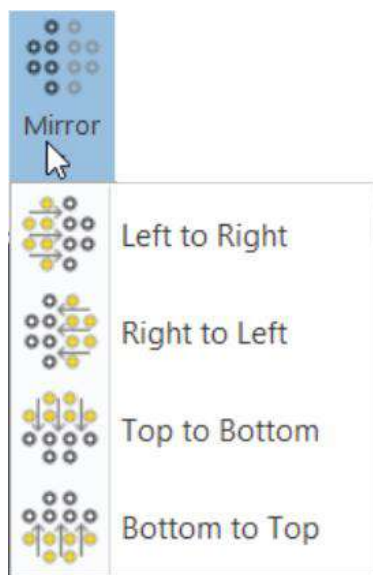 Mirror
Left to Right
Right to Left
Top to Bottom
Bottom to Top